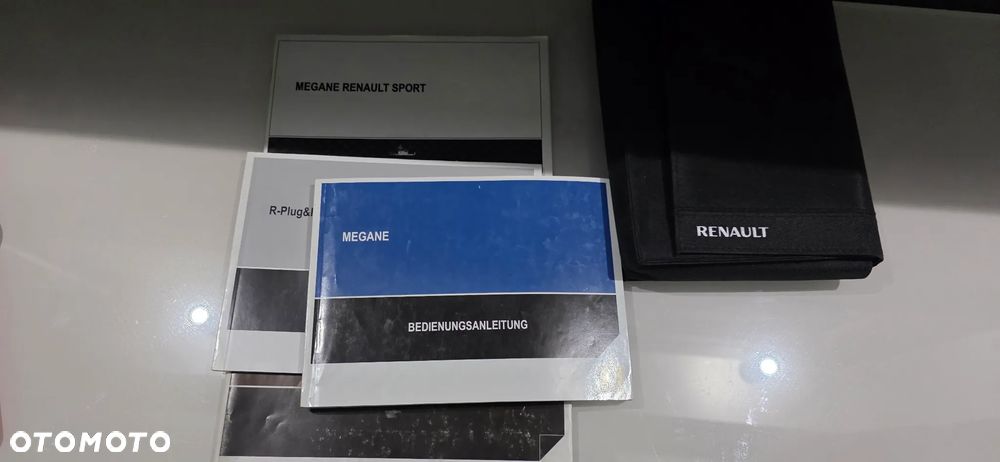 MEGANE RENAULT SPORT
R-Plug&
MEGANE
BEDIENUNGSANLEITUNG
RENAULT
OTOMOTO